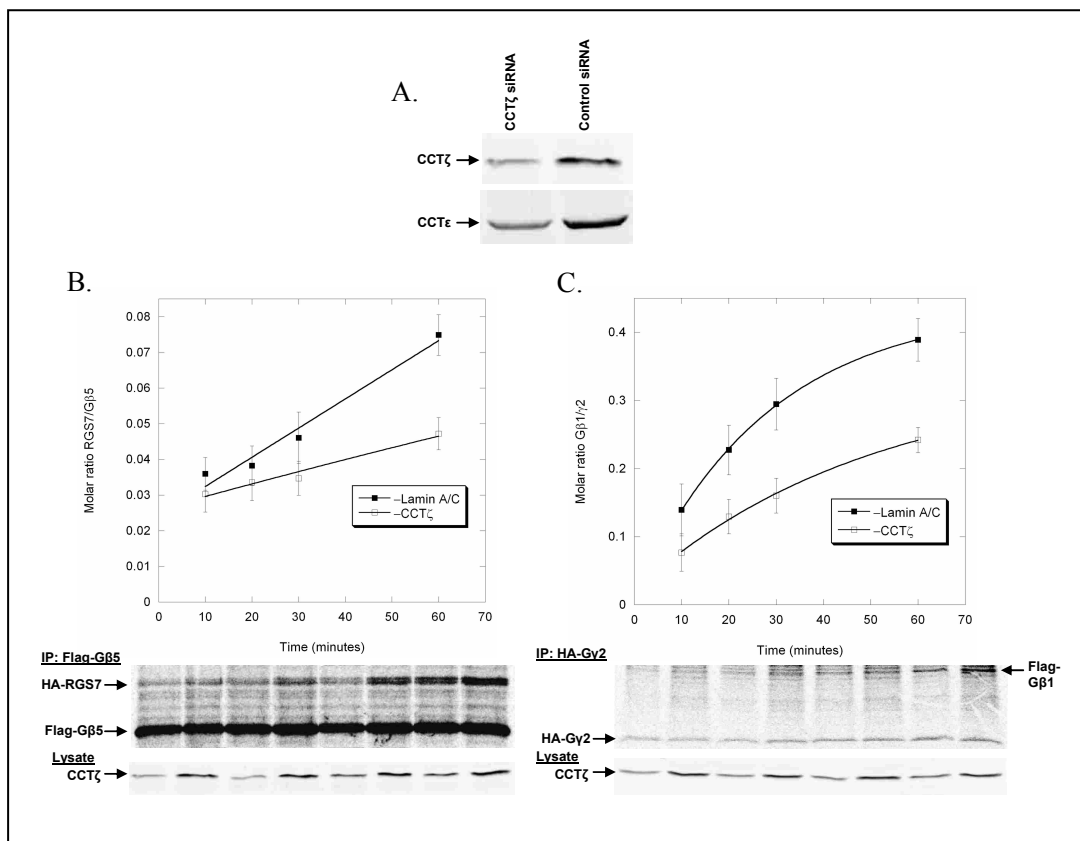 A.
CCTζ siRNA
Control siRNA
CCTζ
CCTε
B.
Molar ratio RGS7/Gβ5
0.08
0.07
0.06
0.05
0.04
0.03
0.02
0.01
0
–Lamin A/C
–CCTζ
0 10 20 30 40 50 60 70
Time (minutes)
IP: Flag-Gβ5
HA-RGS7
Flag-Gβ5
Lysate
CCTζ
C.
Molar ratio Gβ1/γ2
0.4
0.3
0.2
0.1
0.0
–Lamin A/C
–CCTζ
0 10 20 30 40 50 60 70
Time (minutes)
IP: HA-Gγ2
Flag-
Gβ1
HA-Gγ2
Lysate
CCTζ